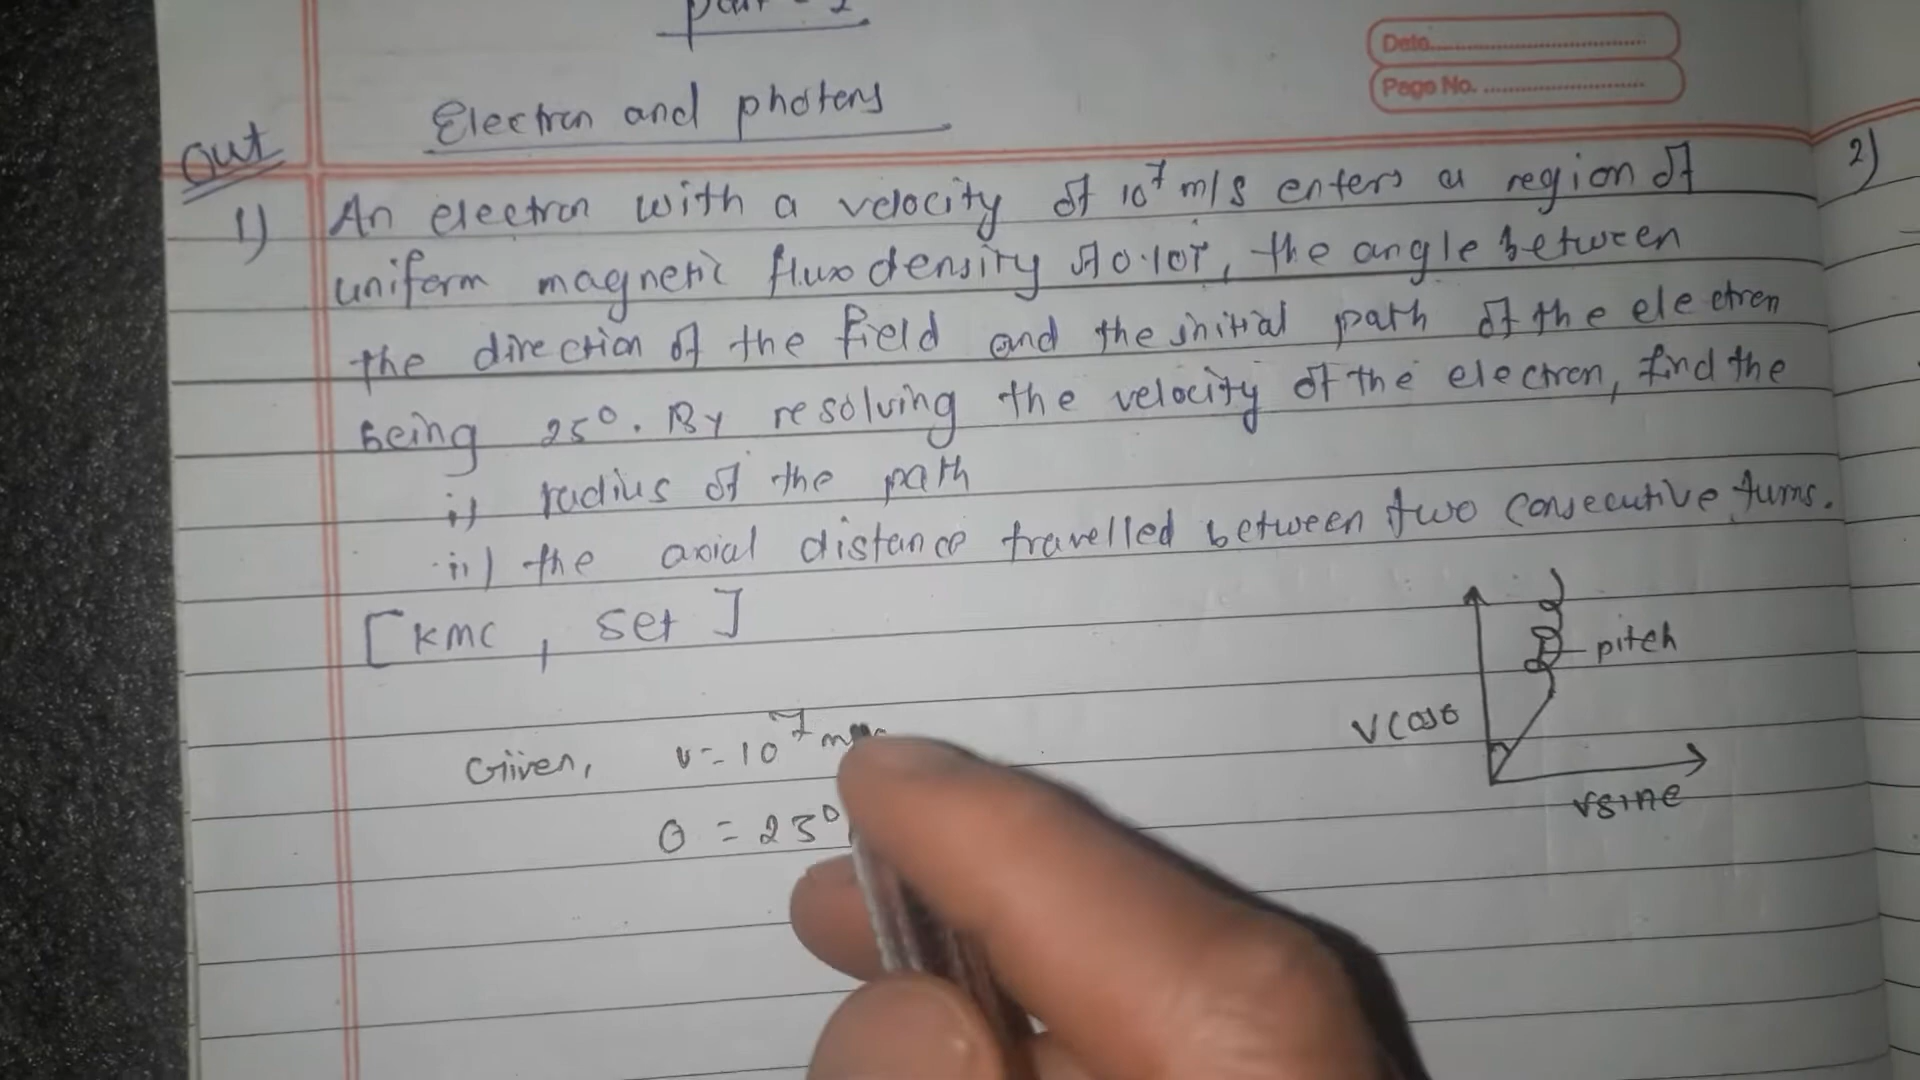 Date
Page No.
Electron and photons
Out
2)
1) An electron with a velocity of 10⁷ m/s enters a region of
uniform magnetic flux density of 0.10T, the angle between
the direction of the field and the initial path of the electron
being 25⁰. By resolving the velocity of the electron, find the
i) radius of the path
ii) the axial distance travelled between two consecutive turns.
[KMC, set]
pitch
vcosθ
Given, v = 10⁷
vsinθ
θ = 25⁰